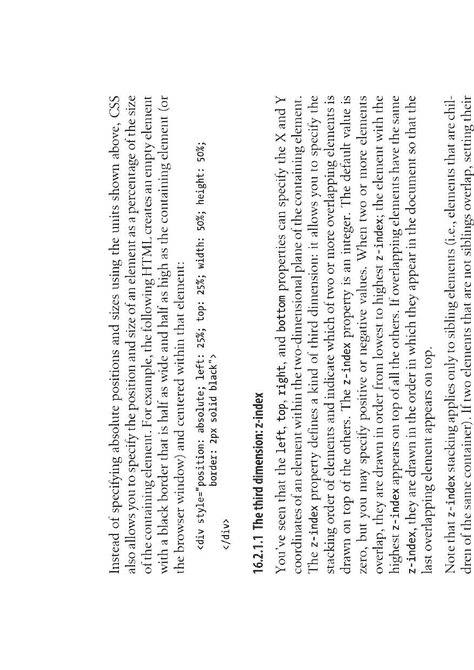 Instead of specifying absolute positions and sizes using the units shown above, CSS
also allows you to specify the position and size of an element as a percentage of the size
of the containing element. For example, the following HTML creates an empty element
with a black border that is half as wide and half as high as the containing element (or
the browser window) and centered within that element:
<div style="position: absolute; left: 25%; top: 25%; width: 50%; height: 50%;
border: 2px solid black">
</div>
16.2.1.1 The third dimension: z-index
You've seen that the left, top, right, and bottom properties can specify the X and Y
coordinates of an element within the two-dimensional plane of the containing element.
The z-index property defines a kind of third dimension: it allows you to specify the
stacking order of elements and indicate which of two or more overlapping elements is
drawn on top of the others. The z-index property is an integer. The default value is
zero, but you may specify positive or negative values. When two or more elements
overlap, they are drawn in order from lowest to highest z-index; the element with the
highest z-index appears on top of all the others. If overlapping elements have the same
z-index, they are drawn in the order in which they appear in the document so that the
last overlapping element appears on top.
Note that z-index stacking applies only to sibling elements (i.e., elements that are chil-
dren of the same container). If two elements that are not siblings overlap, setting their